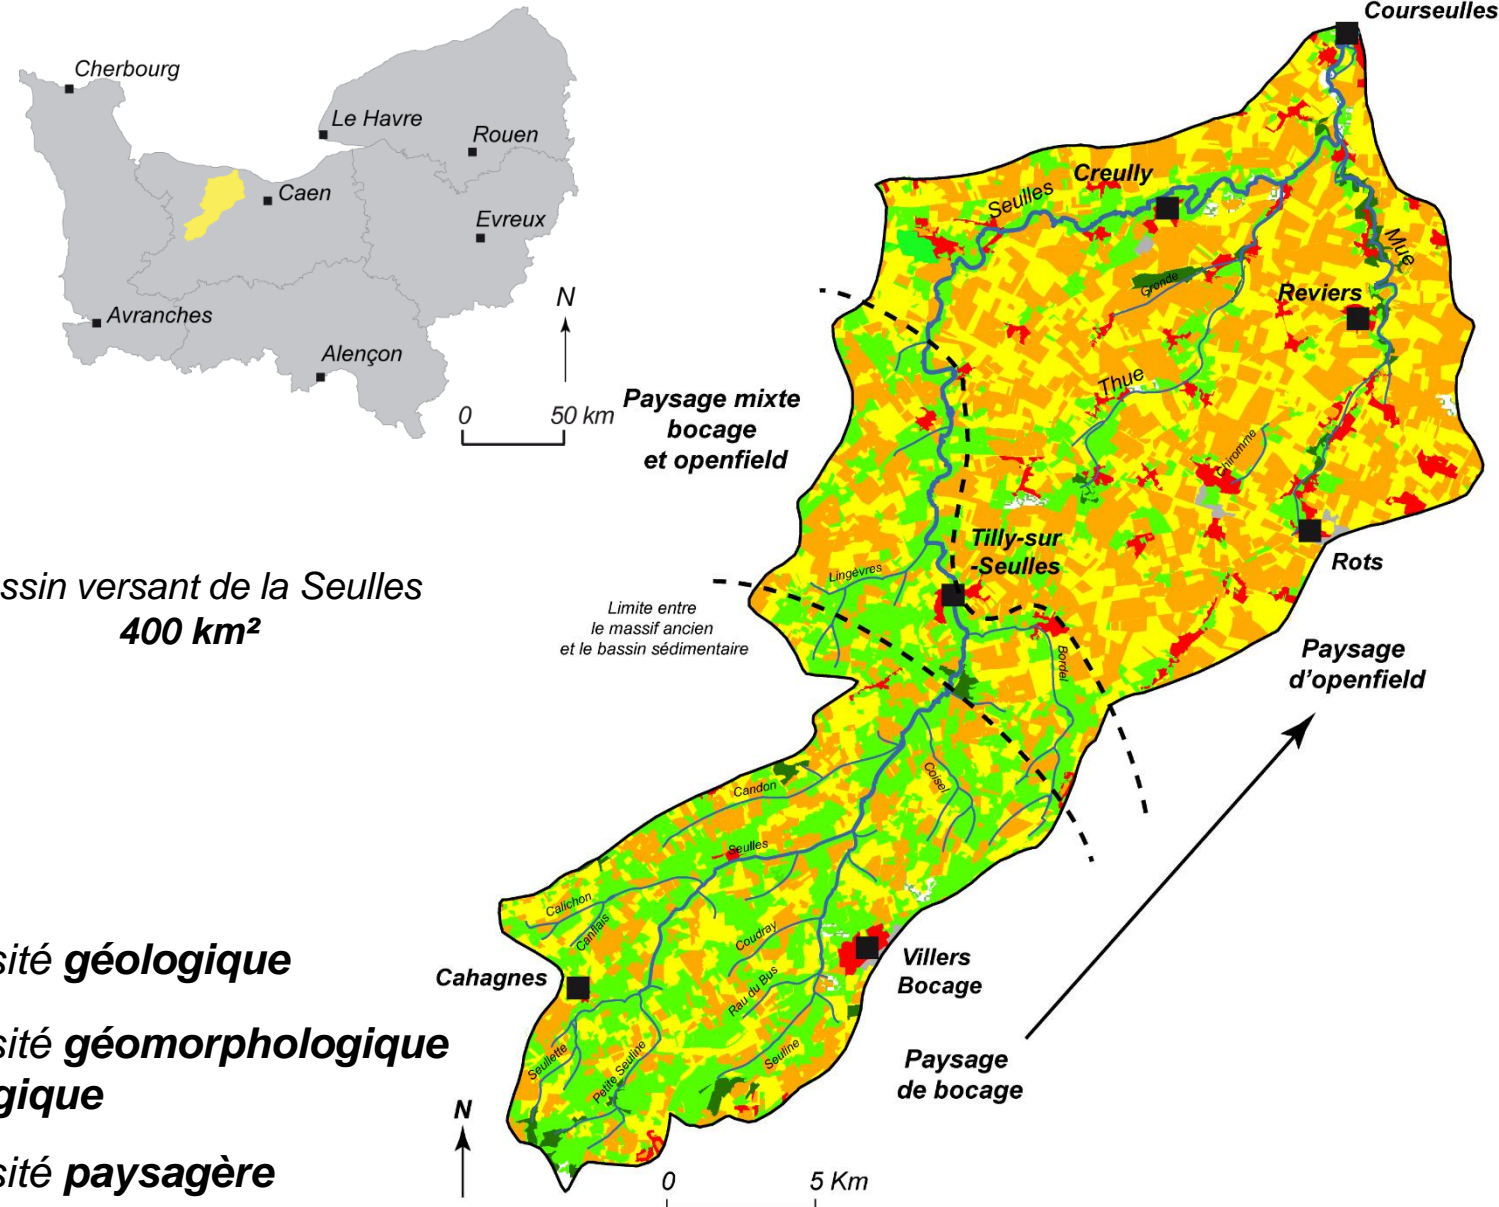 Cherbourg
Le Havre
Rouen
Caen
Evreux
Avranches
Alençon
N
0 50 km
ssin versant de la Seulles
400 km²
sité géologique
sité géomorphologique
gique
sité paysagère
Courseulles
Creully
Seulles
Mue
Gronde
Reviers
Thue
Chiromme
Paysage mixte
bocage
et openfield
Tilly-sur
-Seulles
Rots
Lingèvres
Limite entre
le massif ancien
et le bassin sédimentaire
Bordel
Paysage
d'openfield
Coisel
Candon
Seulles
Calichon
Canllais
Coudray
Villers
Bocage
Cahagnes
Rau du Bus
Seullette
Petite Seuline
Seuline
Paysage
de bocage
N
0 5 Km